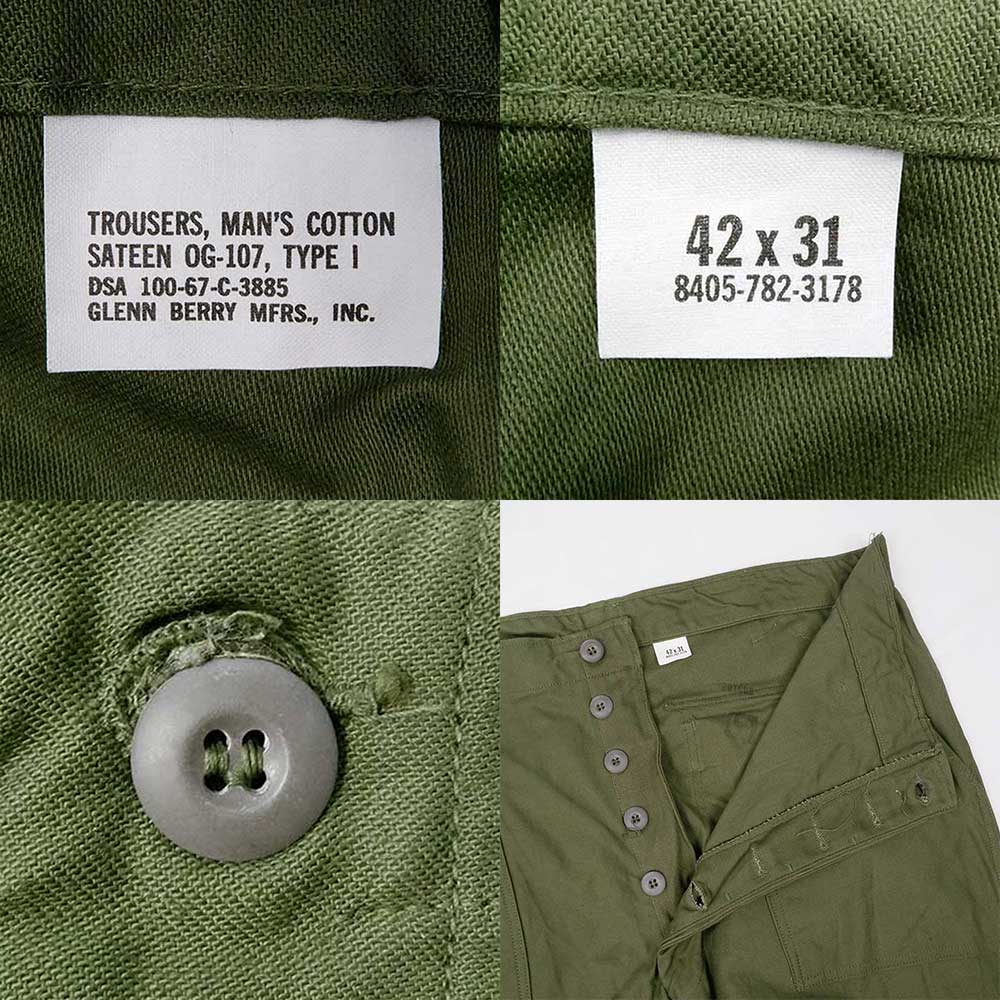 TROUSERS, MAN'S COTTON
SATEEN OG-107, TYPE I
DSA 100-67-C-3885
GLENN BERRY MFRS., INC.
42 x 31
8405-782-3178
42 x 31